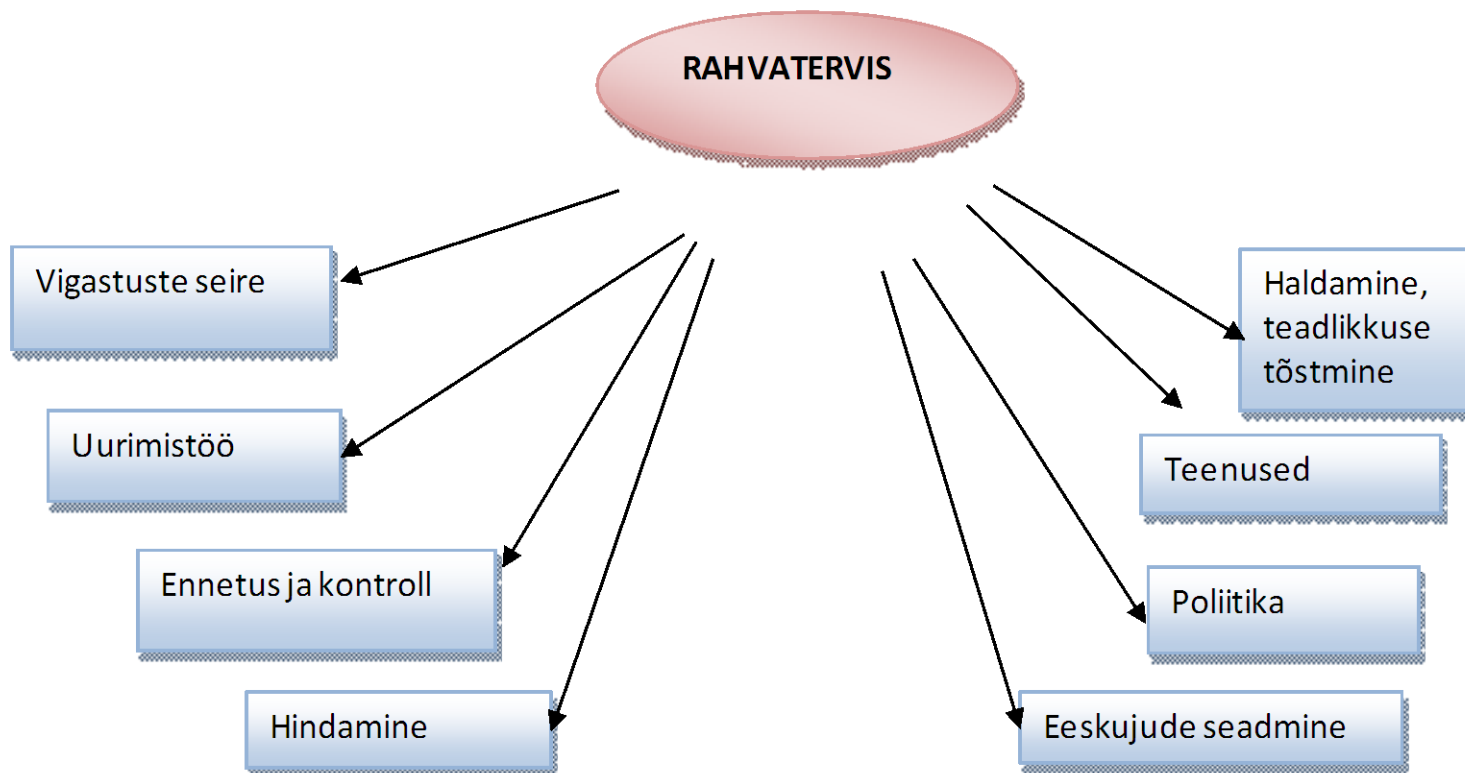 RAHVATERVIS
Vigastuste seire
Uurimistöö
Ennetus ja kontroll
Hindamine
Haldamine,
teadlikkuse
tõstmine
Teenused
Poliitika
Eeskujude seadmine